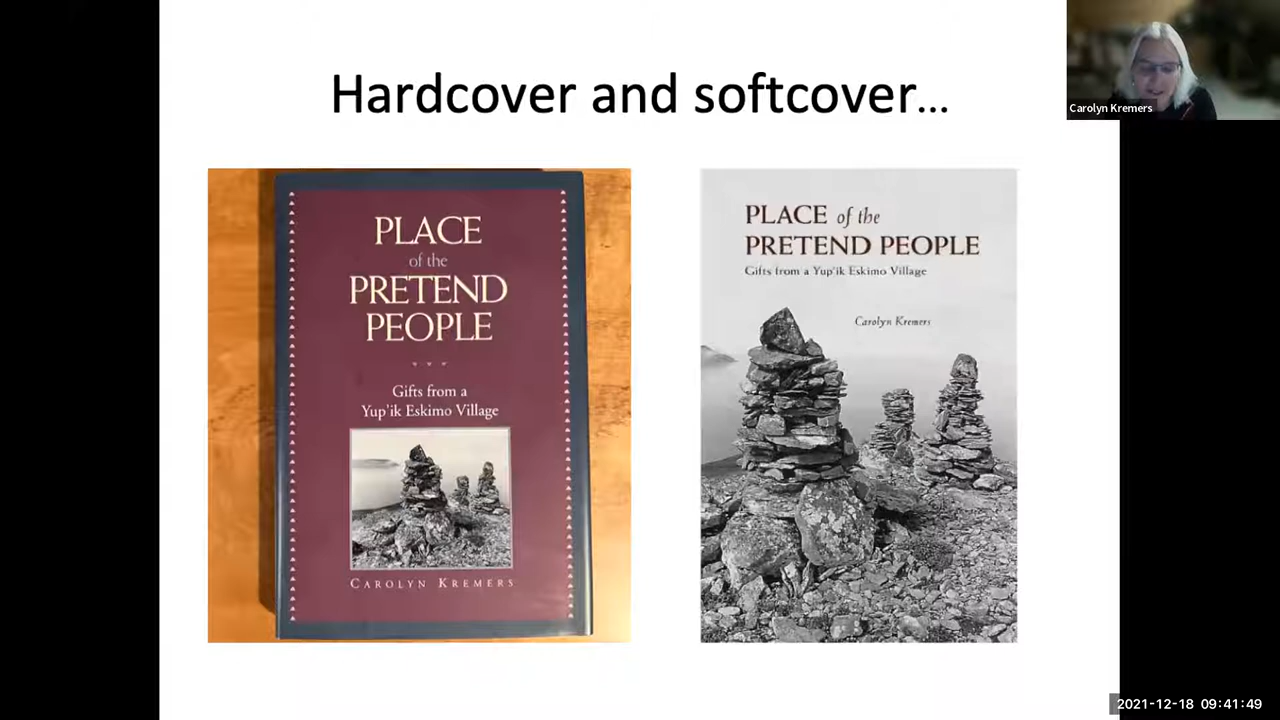 Hardcover and softcover…
Carolyn Kremers
PLACE
of the
PRETEND
PEOPLE
Gifts from a
Yup'ik Eskimo Village
CAROLYN KREMERS
PLACE of the
PRETEND PEOPLE
Gifts from a Yup'ik Eskimo Village
Carolyn Kremers
2021-12-18 09:41:49